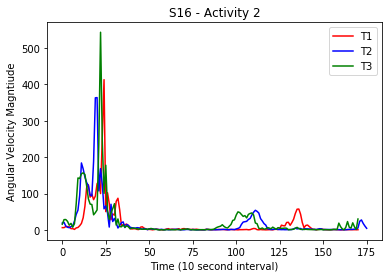 S16 - Activity 2
Angular Velocity Magntiude
500
400
300
200
100
0
T1
T2
T3
0 25 50 75 100 125 150 175
Time (10 second interval)